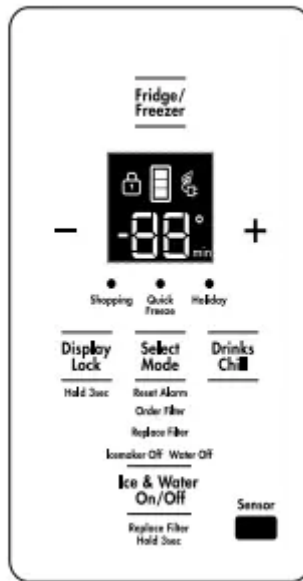 Fridge/
Freezer
-88°
min
− +
Shopping Quick Holiday
Freeze
Display Select Drinks
Lock Mode Chill
Hold 3sec Reset Alarm
Order Filter
Replace Filter
Icemaker Off Water Off
Ice & Water
On/Off
Sensor
Replace Filter
Hold 3sec